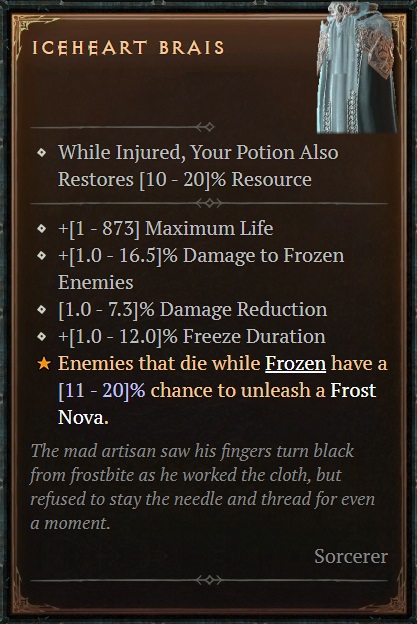 ICEHEART BRAIS
While Injured, Your Potion Also
Restores [10 - 20]% Resource
+[1 - 873] Maximum Life
+[1.0 - 16.5]% Damage to Frozen
Enemies
[1.0 - 7.3]% Damage Reduction
+[1.0 - 12.0]% Freeze Duration
Enemies that die while Frozen have a
[11 - 20]% chance to unleash a Frost
Nova.
The mad artisan saw his fingers turn black
from frostbite as he worked the cloth, but
refused to stay the needle and thread for even
a moment.
Sorcerer